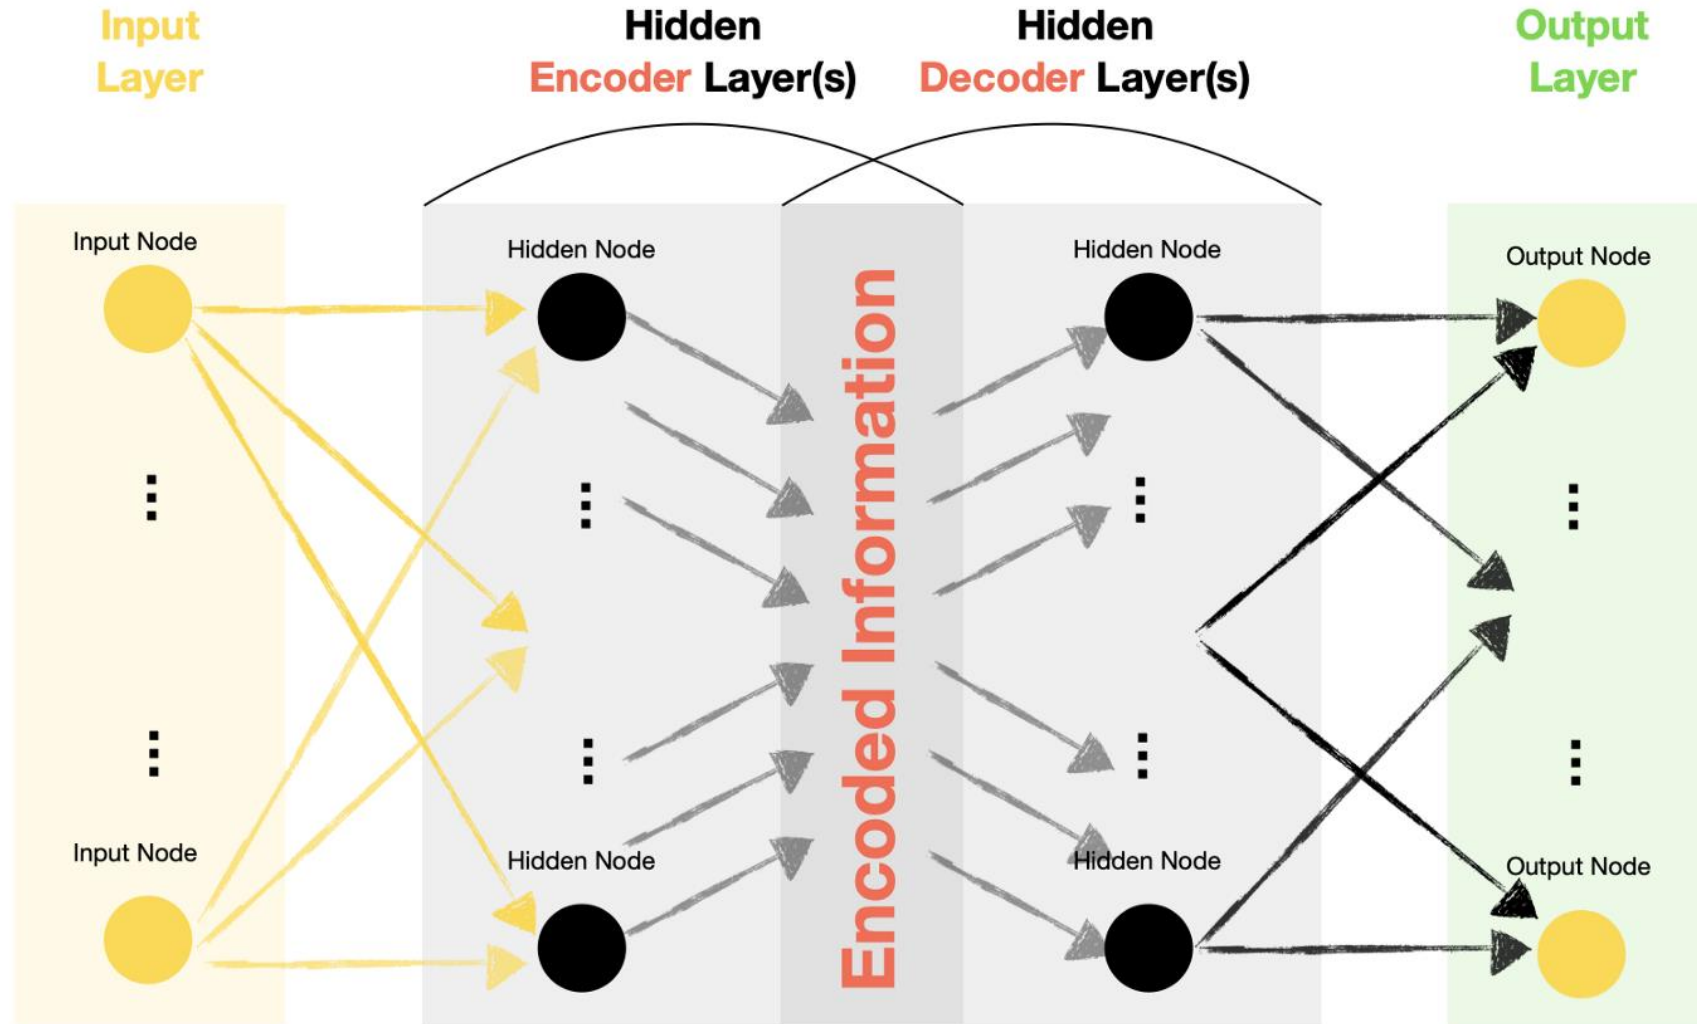 Input
Layer
Hidden
Encoder Layer(s)
Hidden
Decoder Layer(s)
Output
Layer
Input Node
Hidden Node
Hidden Node
Output Node
Encoded Information
Input Node
Hidden Node
Hidden Node
Output Node